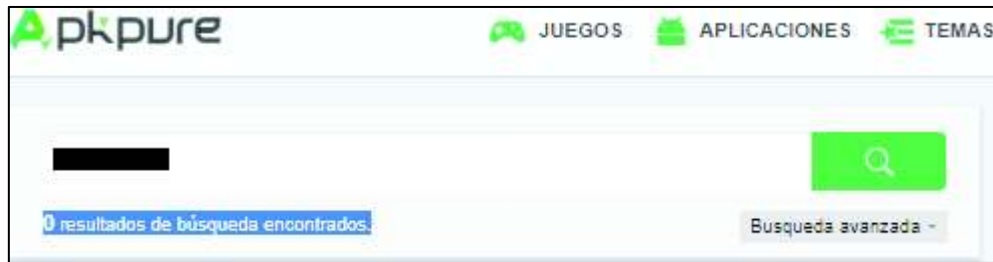 Apkpure JUEGOS APLICACIONES TEMAS
0 resultados de búsqueda encontrados.
Busqueda avanzada